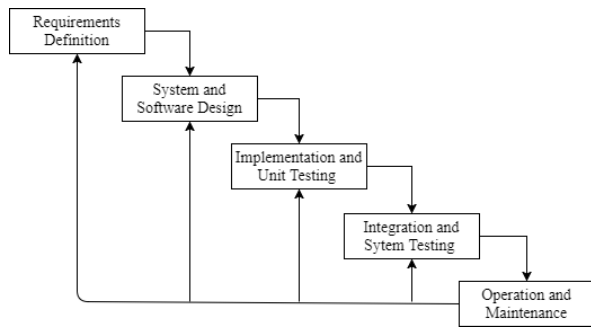 Requirements
Definition
System and
Software Design
Implementation and
Unit Testing
Integration and
Sytem Testing
Operation and
Maintenance